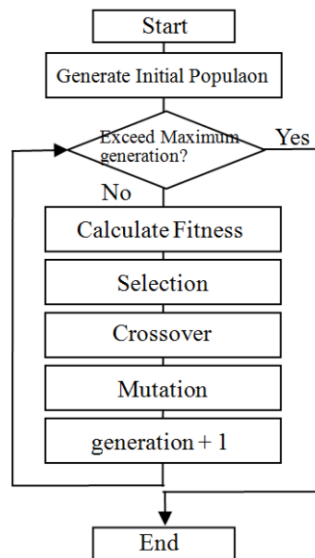 Start
Generate Initial Populaon
Exceed Maximum
generation?
Yes
No
Calculate Fitness
Selection
Crossover
Mutation
generation + 1
End